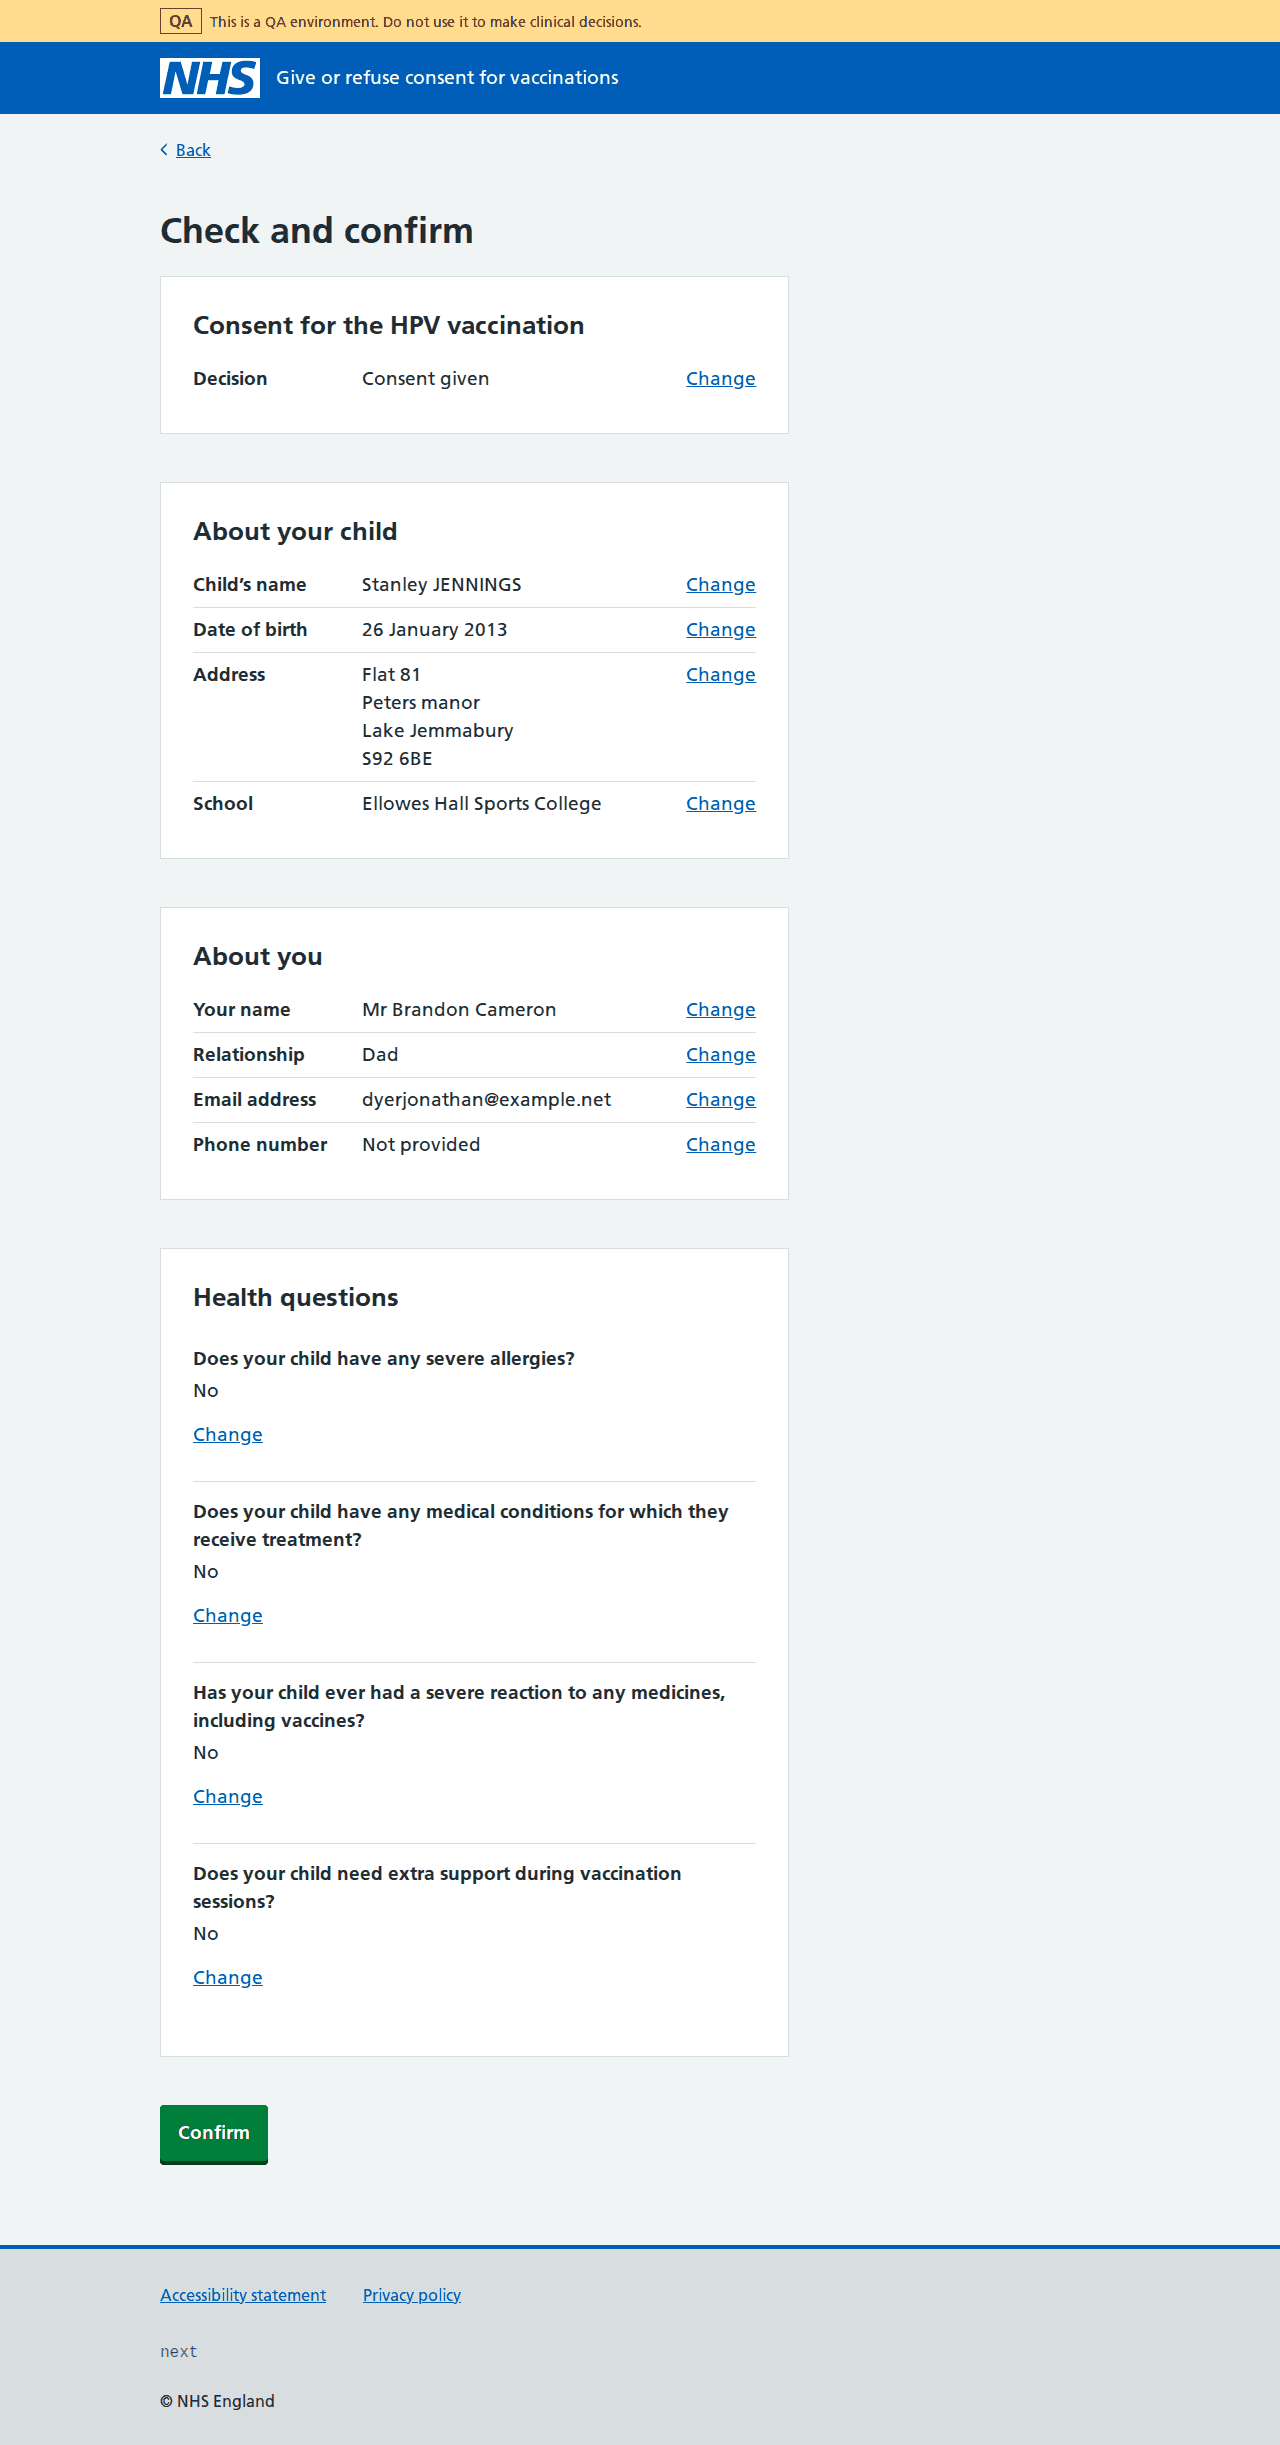 QA This is a QA environment. Do not use it to make clinical decisions.
NHS Give or refuse consent for vaccinations
Back
Check and confirm
Consent for the HPV vaccination
Decision Consent given Change
About your child
Child’s name Stanley JENNINGS Change
Date of birth 26 January 2013 Change
Address Flat 81 Change
Peters manor
Lake Jemmabury
S92 6BE
School Ellowes Hall Sports College Change
About you
Your name Mr Brandon Cameron Change
Relationship Dad Change
Email address dyerjonathan@example.net Change
Phone number Not provided Change
Health questions
Does your child have any severe allergies?
No
Change
Does your child have any medical conditions for which they
receive treatment?
No
Change
Has your child ever had a severe reaction to any medicines,
including vaccines?
No
Change
Does your child need extra support during vaccination
sessions?
No
Change
Confirm
Accessibility statement Privacy policy
next
© NHS England